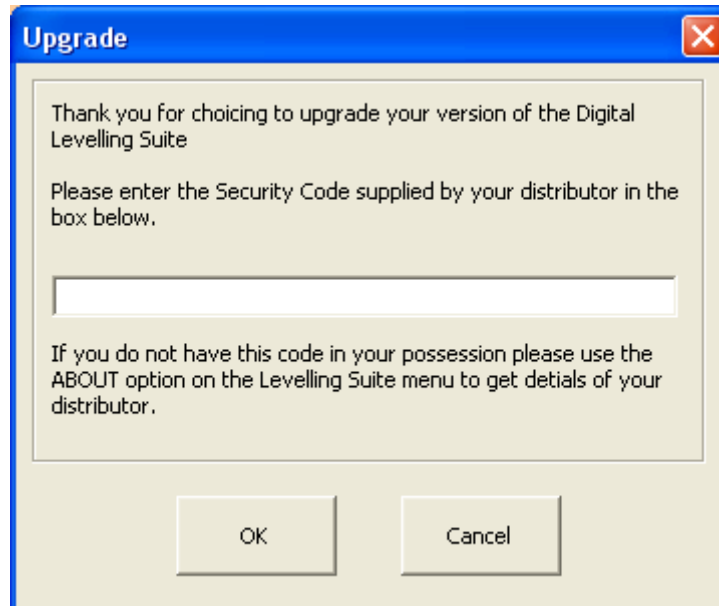 Upgrade
Thank you for choicing to upgrade your version of the Digital
Levelling Suite
Please enter the Security Code supplied by your distributor in the
box below.
If you do not have this code in your possession please use the
ABOUT option on the Levelling Suite menu to get detials of your
distributor.
OK
Cancel